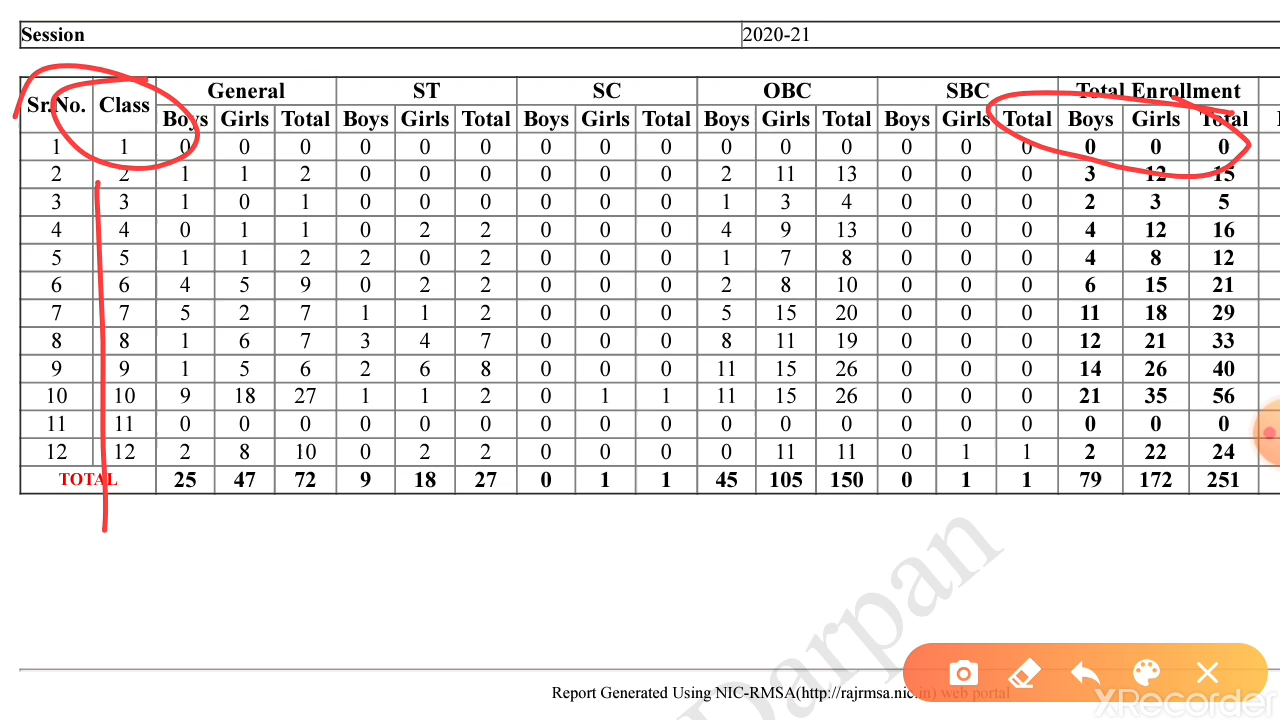 Session 2020-21
Sr.No. Class General ST SC OBC SBC Total Enrollment
Boys Girls Total Boys Girls Total Boys Girls Total Boys Girls Total Boys Girls Total Boys Girls Total
1 1 0 0 0 0 0 0 0 0 0 0 0 0 0 0 0 0 0 0
2 2 1 1 2 0 0 0 0 0 0 2 11 13 0 0 0 3 12 15
3 3 1 0 1 0 0 0 0 0 0 1 3 4 0 0 0 2 3 5
4 4 0 1 1 0 2 2 0 0 0 4 9 13 0 0 0 4 12 16
5 5 1 1 2 2 0 2 0 0 0 1 7 8 0 0 0 4 8 12
6 6 4 5 9 0 2 2 0 0 0 2 8 10 0 0 0 6 15 21
7 7 5 2 7 1 1 2 0 0 0 5 15 20 0 0 0 11 18 29
8 8 1 6 7 3 4 7 0 0 0 8 11 19 0 0 0 12 21 33
9 9 1 5 6 2 6 8 0 0 0 11 15 26 0 0 0 14 26 40
10 10 9 18 27 1 1 2 0 1 1 11 15 26 0 0 0 21 35 56
11 11 0 0 0 0 0 0 0 0 0 0 0 0 0 0 0 0 0 0
12 12 2 8 10 0 2 2 0 0 0 0 11 11 0 1 1 2 22 24
TOTAL 25 47 72 9 18 27 0 1 1 45 105 150 0 1 1 79 172 251
Darpan
Report Generated Using NIC-RMSA(http://rajrmsa.nic.in) web portal
XRecorder